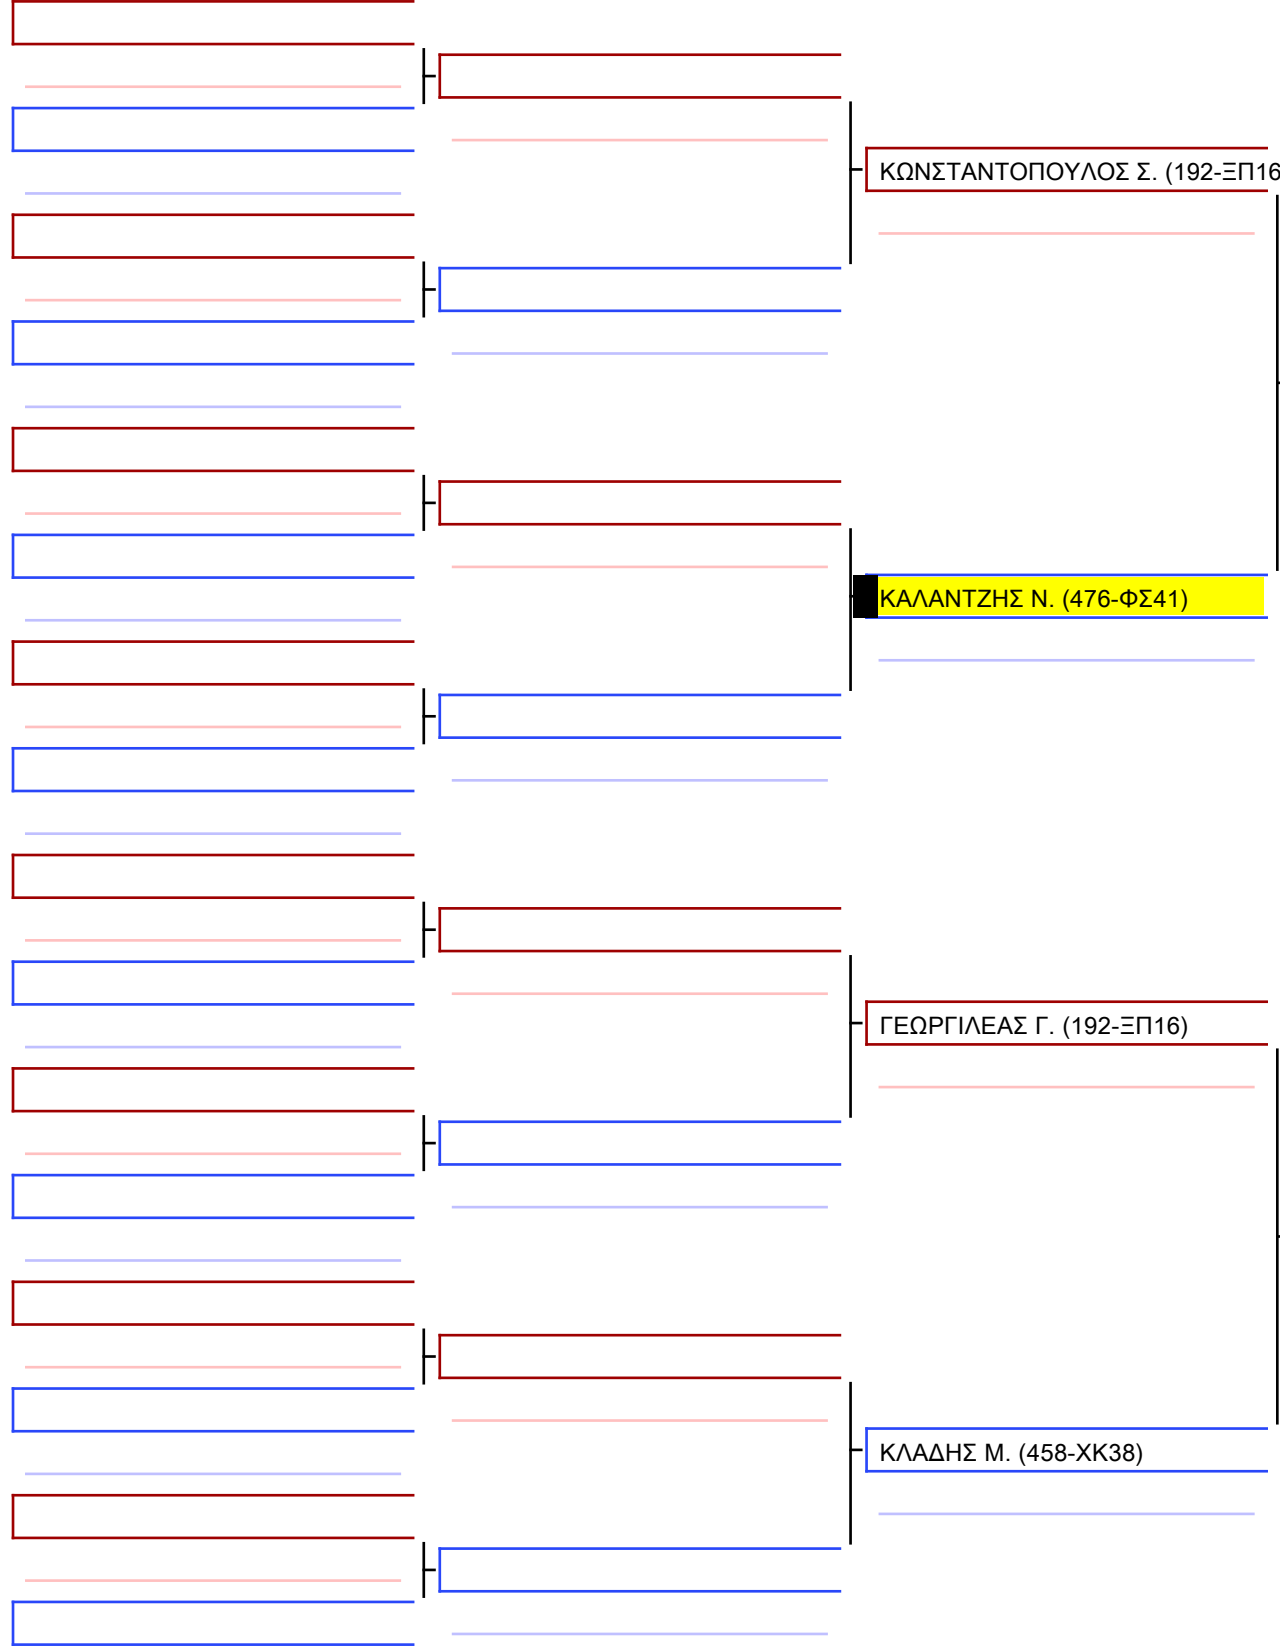 ΚΩΝΣΤΑΝΤΟΠΟΥΛΟΣ Σ. (192-ΞΠ16
ΚΑΛΑΝΤΖΗΣ Ν. (476-ΦΣ41)
ΓΕΩΡΓΙΛΕΑΣ Γ. (192-ΞΠ16)
ΚΛΑΔΗΣ Μ. (458-ΧΚ38)